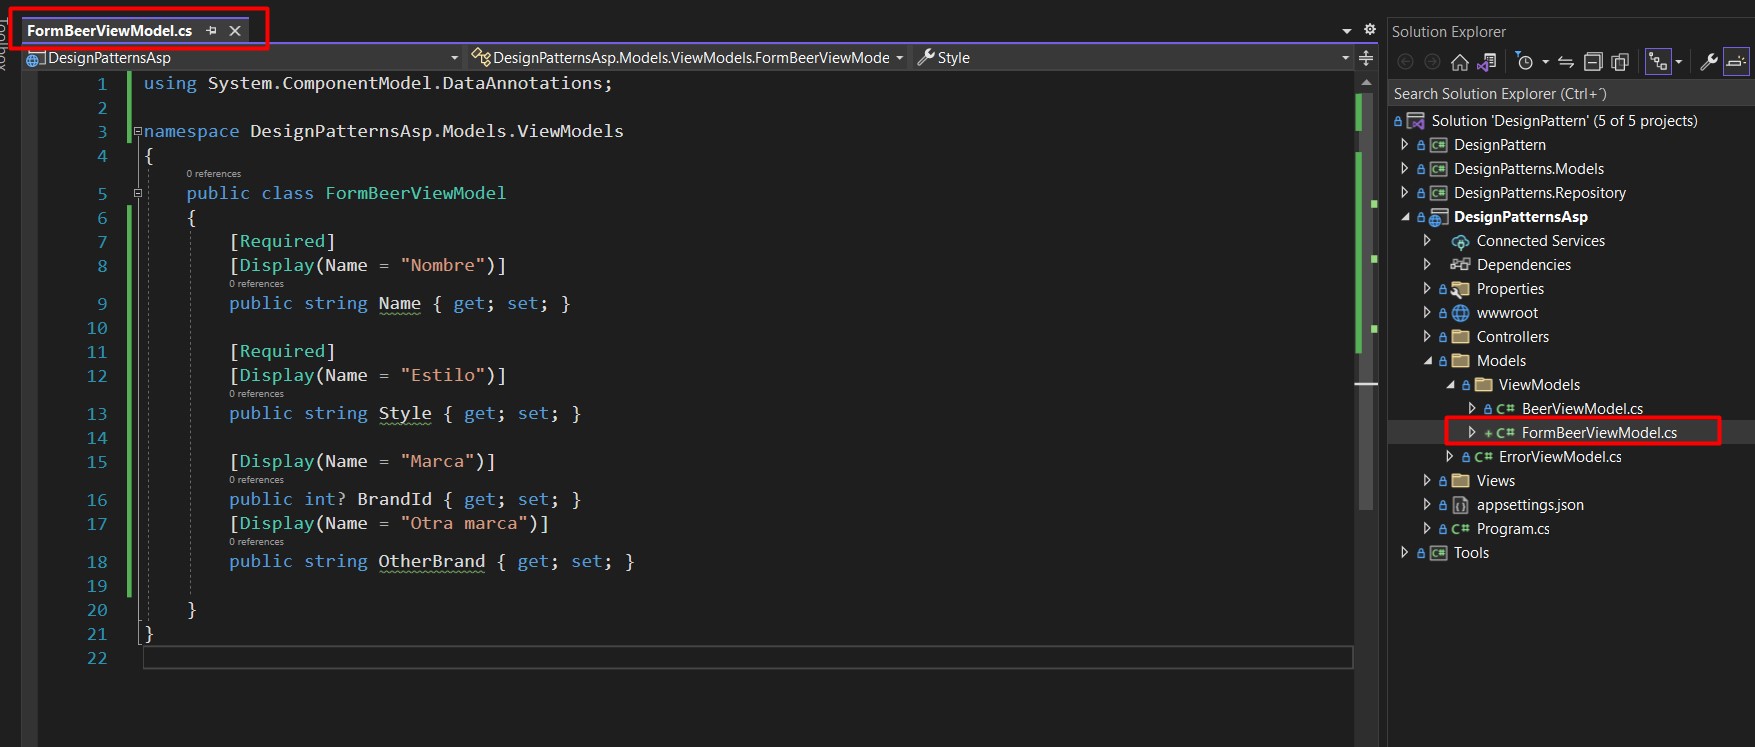 Toolbox
FormBeerViewModel.cs
DesignPatternsAsp
DesignPatternsAsp.Models.ViewModels.FormBeerViewMode
Style
1 using System.ComponentModel.DataAnnotations;
2
3 namespace DesignPatternsAsp.Models.ViewModels
4 {
0 references
5 public class FormBeerViewModel
6 {
7 [Required]
8 [Display(Name = "Nombre")]
0 references
9 public string Name { get; set; }
10
11 [Required]
12 [Display(Name = "Estilo")]
0 references
13 public string Style { get; set; }
14
15 [Display(Name = "Marca")]
0 references
16 public int? BrandId { get; set; }
17 [Display(Name = "Otra marca")]
0 references
18 public string OtherBrand { get; set; }
19
20 }
21 }
22
Solution Explorer
Search Solution Explorer (Ctrl+´)
Solution 'DesignPattern' (5 of 5 projects)
C# DesignPattern
C# DesignPatterns.Models
C# DesignPatterns.Repository
DesignPatternsAsp
Connected Services
Dependencies
Properties
wwwroot
Controllers
Models
ViewModels
C# BeerViewModel.cs
+ C# FormBeerViewModel.cs
C# ErrorViewModel.cs
Views
appsettings.json
C# Program.cs
C# Tools